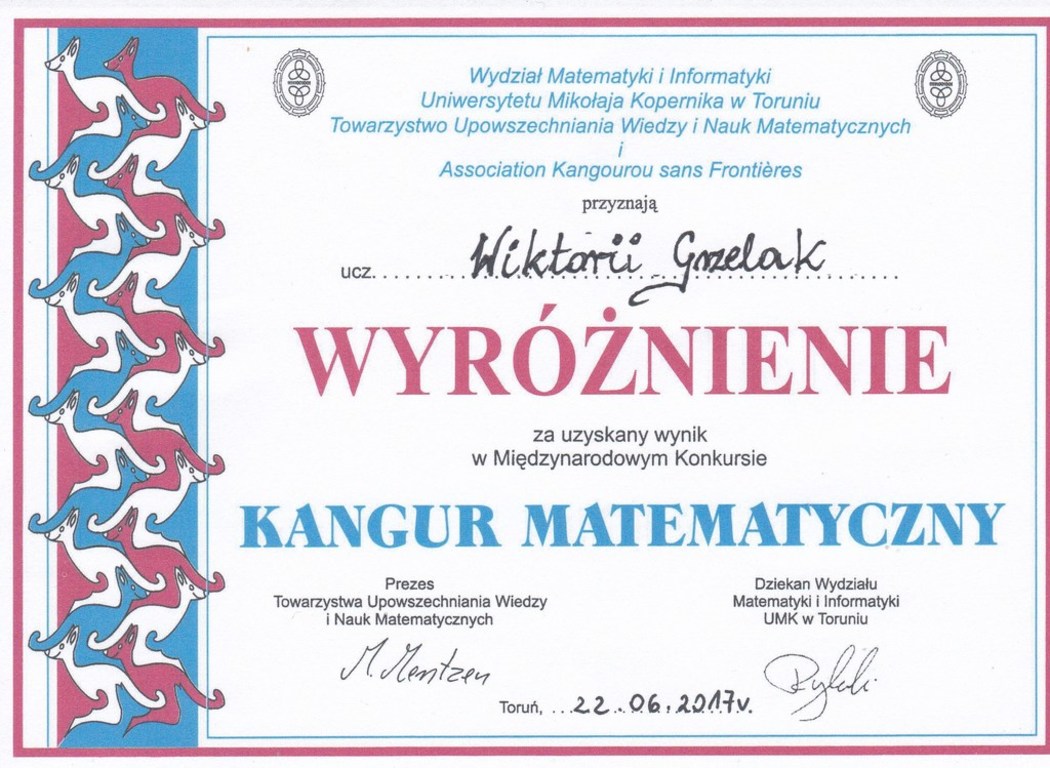 Wydział Matematyki i Informatyki
Uniwersytetu Mikołaja Kopernika w Toruniu
Towarzystwo Upowszechniania Wiedzy i Nauk Matematycznych
i
Association Kangourou sans Frontières
przyznają
ucz. Wiktorii Grzelak
WYRÓŻNIENIE
za uzyskany wynik
w Międzynarodowym Konkursie
KANGUR MATEMATYCZNY
Prezes
Towarzystwa Upowszechniania Wiedzy
i Nauk Matematycznych
M. Mentzen
Dziekan Wydziału
Matematyki i Informatyki
UMK w Toruniu
Toruń, 22.06.2017r.